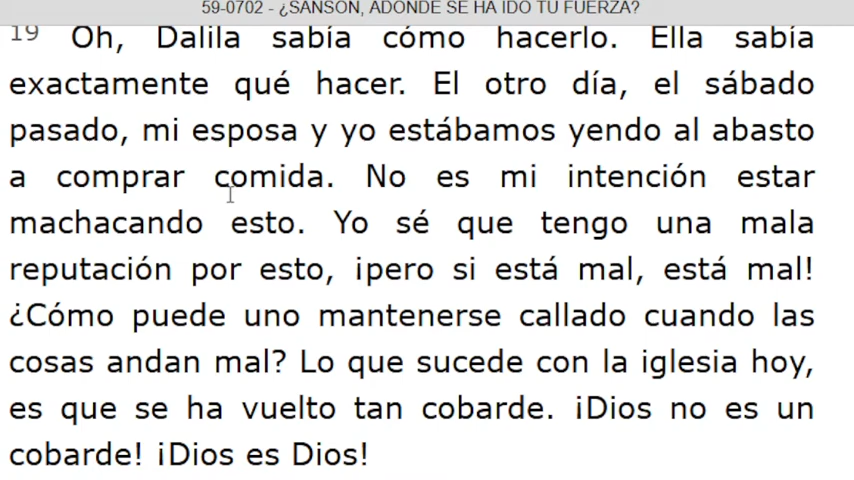 59-0702 - ¿SANSÓN, ADÓNDE SE HA IDO TU FUERZA?
19 Oh, Dalila sabía cómo hacerlo. Ella sabía
exactamente qué hacer. El otro día, el sábado
pasado, mi esposa y yo estábamos yendo al abasto
a comprar comida. No es mi intención estar
machacando esto. Yo sé que tengo una mala
reputación por esto, ¡pero si está mal, está mal!
¿Cómo puede uno mantenerse callado cuando las
cosas andan mal? Lo que sucede con la iglesia hoy,
es que se ha vuelto tan cobarde. ¡Dios no es un
cobarde! ¡Dios es Dios!